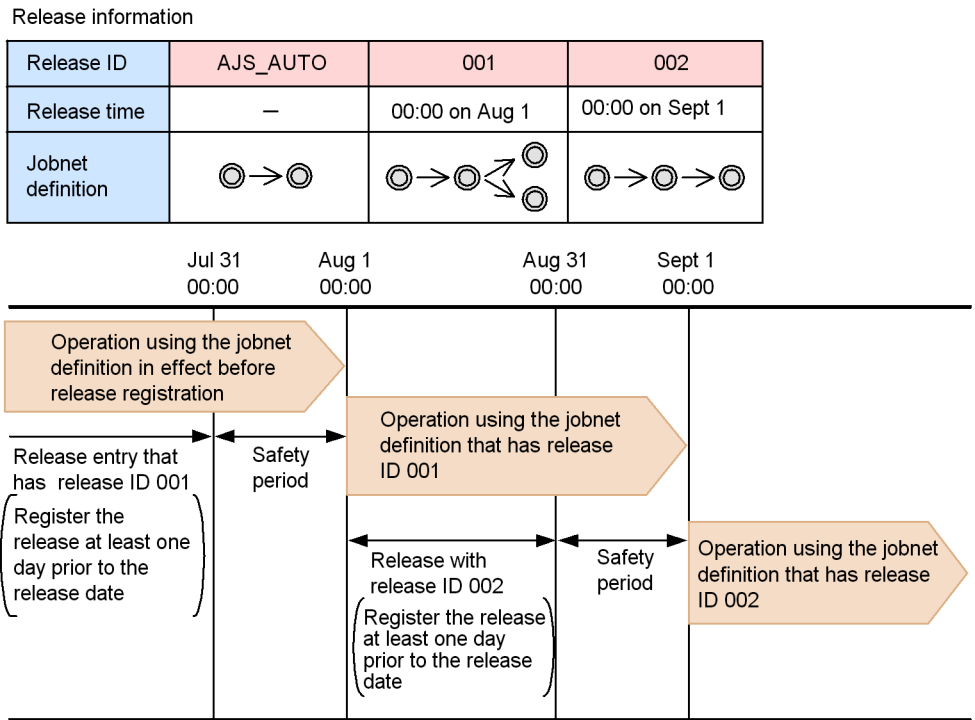 Release information
Release ID
AJS_AUTO
001
002
Release time
–
00:00 on Aug 1
00:00 on Sept 1
Jobnet
definition
Jul 31
00:00
Aug 1
00:00
Aug 31
00:00
Sept 1
00:00
Operation using the jobnet
definition in effect before
release registration
Operation using the jobnet
definition that has release
ID 001
Release entry that
has release ID 001
Register the
release at least one
day prior to the
release date
Safety
period
Release with
release ID 002
Register the release
at least one day
prior to the release
date
Safety
period
Operation using the jobnet
definition that has release
ID 002